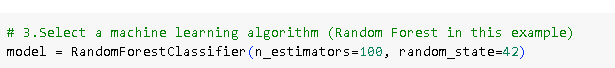 # 3.Select a machine learning algorithm (Random Forest in this example)
model = RandomForestClassifier(n_estimators=100, random_state=42)